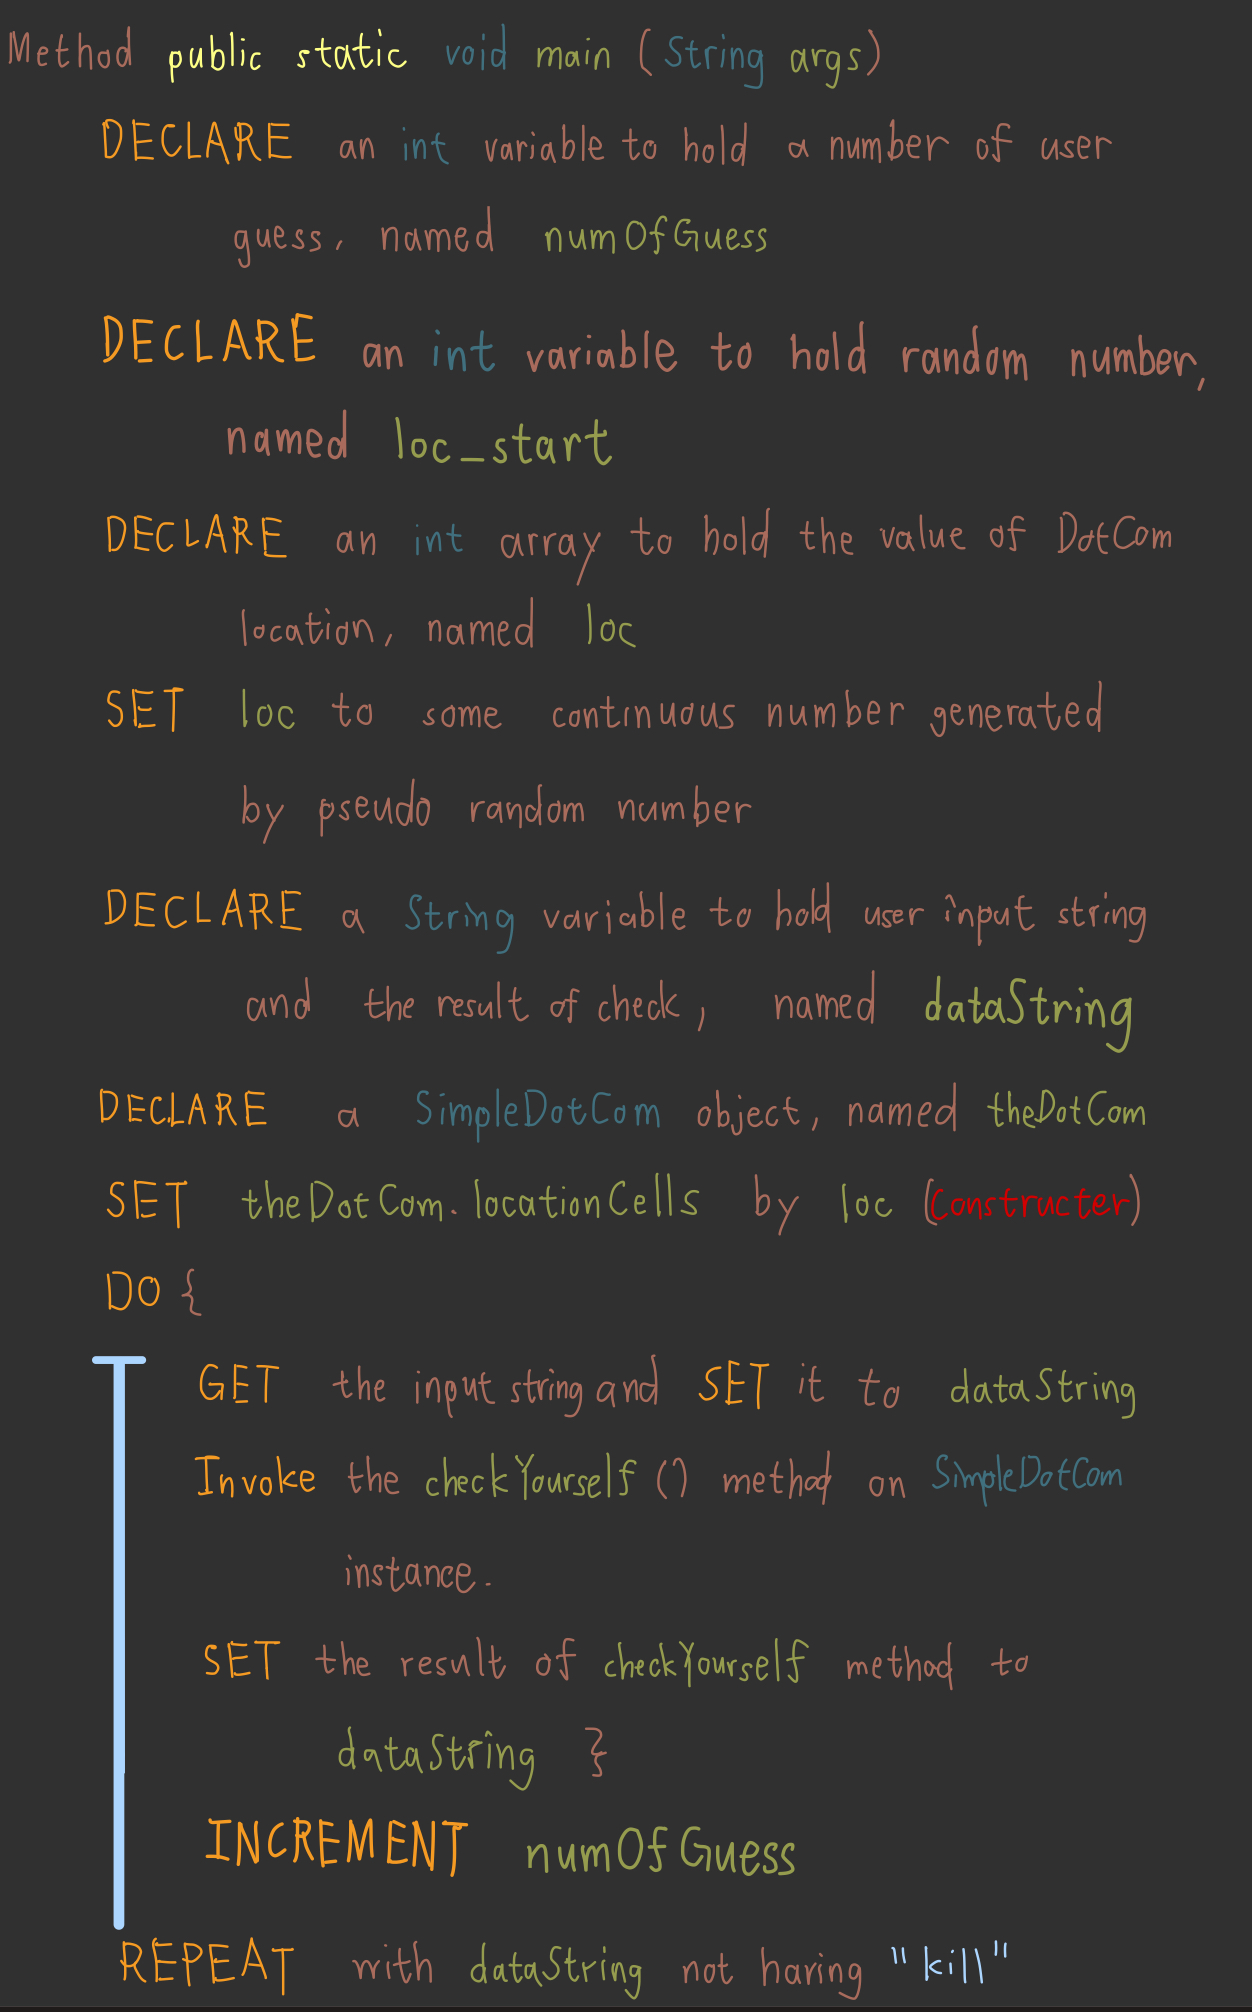 Method public static void main (String args)
DECLARE an int variable to hold a number of user
guess, named numOfGuess
DECLARE an int variable to hold random number,
named loc_start
DECLARE an int array to hold the value of DotCom
location, named loc
SET loc to some continuous number generated
by pseudo random number
DECLARE a String variable to hold user input string
and the result of check, named dataString
DECLARE a SimpleDotCom object, named theDotCom
SET theDotCom.locationCells by loc (Constructer)
DO {
GET the input string and SET it to dataString
Invoke the checkYourself () method on SimpleDotCom
instance.
SET the result of checkYourself method to
dataString }
INCREMENT numOfGuess
REPEAT with dataString not having "kill"